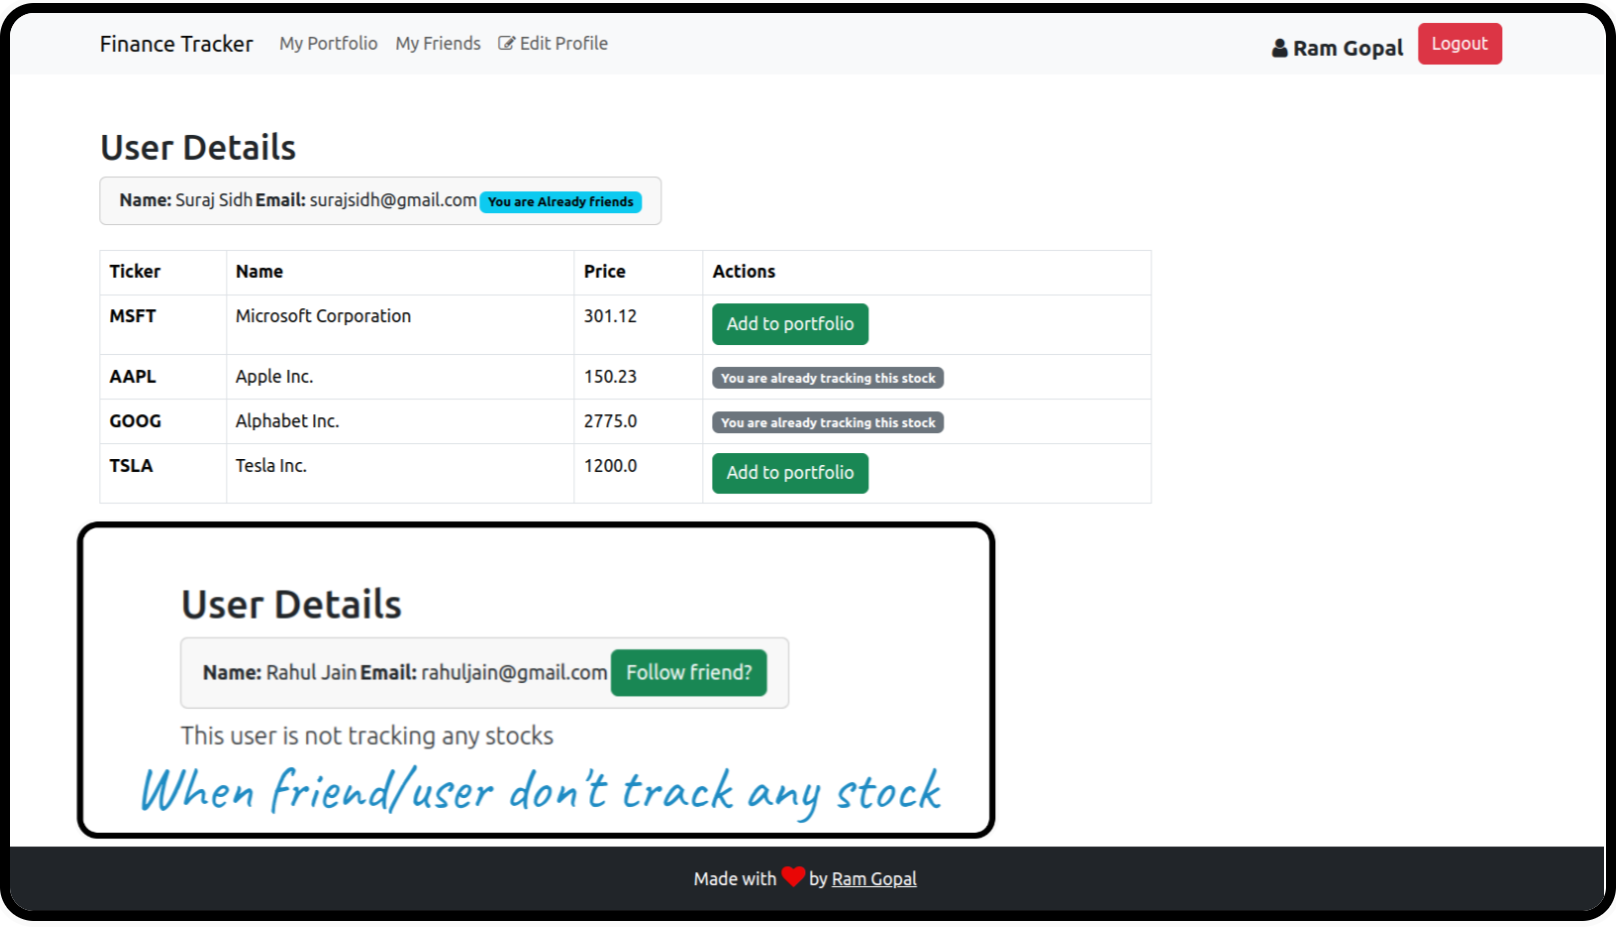 Finance Tracker My Portfolio My Friends Edit Profile Ram Gopal Logout
User Details
Name: Suraj Sidh Email: surajsidh@gmail.com You are Already friends
Ticker Name Price Actions
MSFT Microsoft Corporation 301.12 Add to portfolio
AAPL Apple Inc. 150.23 You are already tracking this stock
GOOG Alphabet Inc. 2775.0 You are already tracking this stock
TSLA Tesla Inc. 1200.0 Add to portfolio
User Details
Name: Rahul Jain Email: rahuljain@gmail.com Follow friend?
This user is not tracking any stocks
When friend/user don't track any stock
Made with ❤ by Ram Gopal